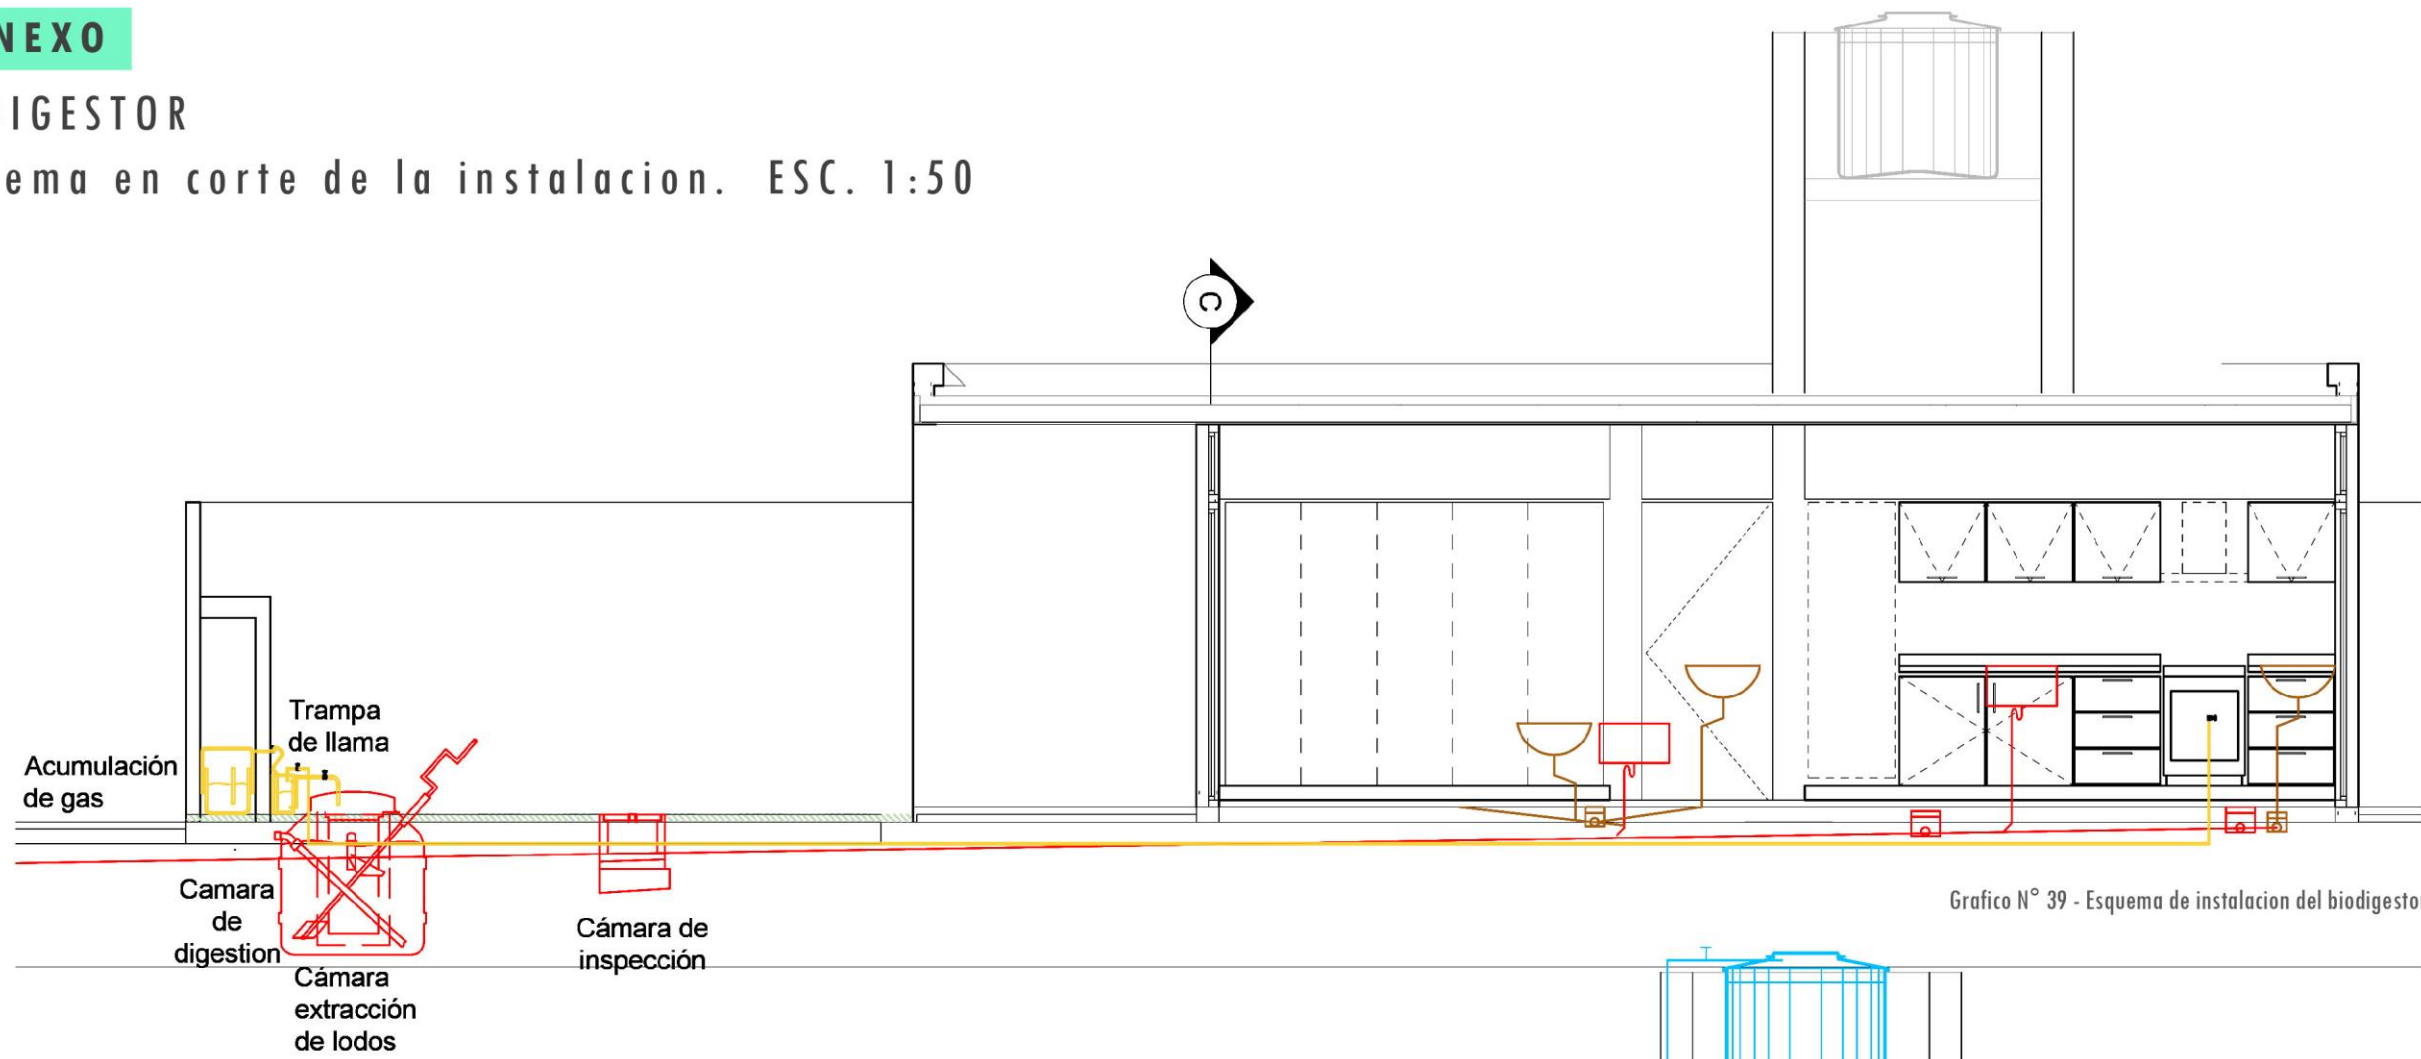 NEXO
IGESTOR
ema en corte de la instalacion. ESC. 1:50
C
Trampa
de llama
Acumulación
de gas
Camara
de
digestion
Cámara de
inspección
Cámara
extracción
de lodos
Grafico N° 39 - Esquema de instalacion del biodigestor